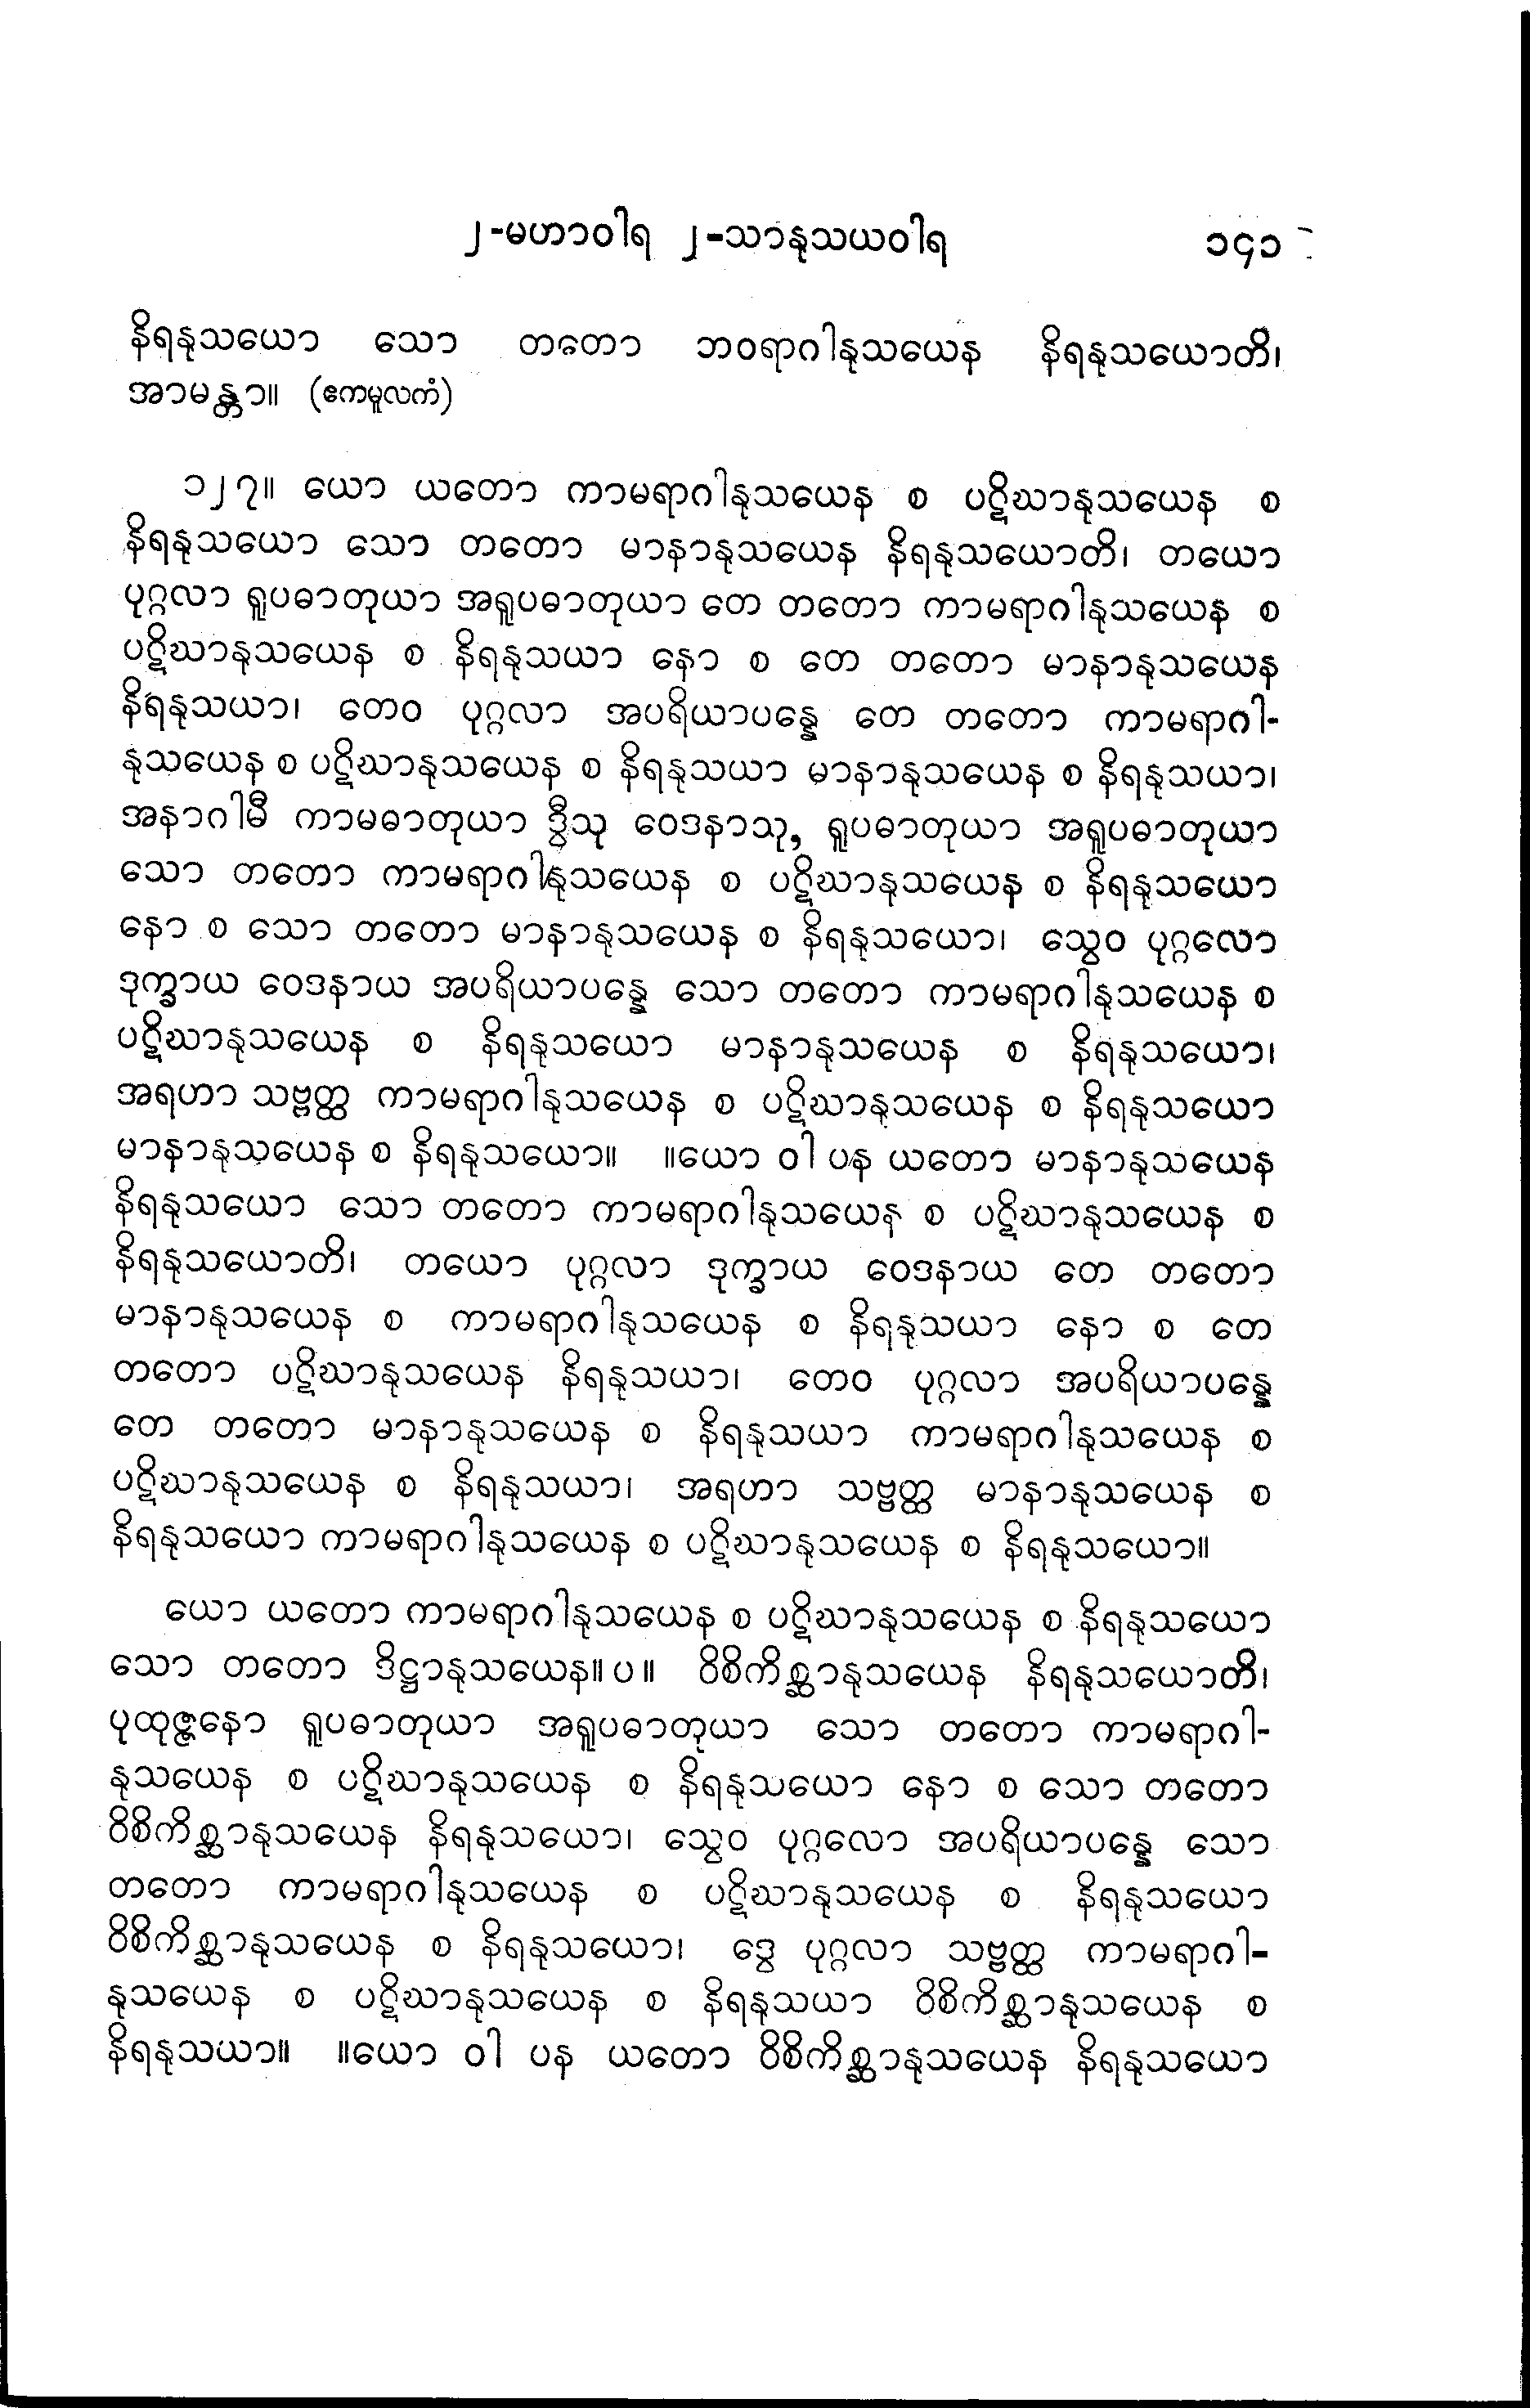 ၂-မဟာဝါရ ၂-သာနုသယဝါရ ၁၄၁
နိရနုသယော သော တတော ဘဝရာဂါနုသယေန နိရနုသယောတိ၊
အာမန္တာ။ (ဧကမူလကံ)
၁၂၇။ ယော ယတော ကာမရာဂါနုသယေန စ ပဋိဃာနုသယေန စ
နိရနုသယော သော တတော မာနာနုသယေန နိရနုသယောတိ၊ တယော
ပုဂ္ဂလာ ရူပဓာတုယာ အရူပဓာတုယာ တေ တတော ကာမရာဂါနုသယေန စ
ပဋိဃာနုသယေန စ နိရနုသယာ နော စ တေ တတော မာနာနုသယေန
နိရနုသယာ၊ တေဝ ပုဂ္ဂလာ အပရိယာပန္နေ တေ တတော ကာမရာဂါ-
နုသယေန စ ပဋိဃာနုသယေန စ နိရနုသယာ မာနာနုသယေန စ နိရနုသယာ၊
အနာဂါမီ ကာမဓာတုယာ ဒွီသု ဝေဒနာသု, ရူပဓာတုယာ အရူပဓာတုယာ
သော တတော ကာမရာဂါနုသယေန စ ပဋိဃာနုသယေန စ နိရနုသယော
နော စ သော တတော မာနာနုသယေန စ နိရနုသယော၊ သွေဝ ပုဂ္ဂလော
ဒုက္ခာယ ဝေဒနာယ အပရိယာပန္နေ သော တတော ကာမရာဂါနုသယေန စ
ပဋိဃာနုသယေန စ နိရနုသယော မာနာနုသယေန စ နိရနုသယော၊
အရဟာ သဗ္ဗတ္ထ ကာမရာဂါနုသယေန စ ပဋိဃာနုသယေန စ နိရနုသယော
မာနာနုသယေန စ နိရနုသယော။ ။ယော ဝါ ပန ယတော မာနာနုသယေန
နိရနုသယော သော တတော ကာမရာဂါနုသယေန စ ပဋိဃာနုသယေန စ
နိရနုသယောတိ၊ တယော ပုဂ္ဂလာ ဒုက္ခာယ ဝေဒနာယ တေ တတော
မာနာနုသယေန စ ကာမရာဂါနုသယေန စ နိရနုသယာ နော စ တေ
တတော ပဋိဃာနုသယေန နိရနုသယာ၊ တေဝ ပုဂ္ဂလာ အပရိယာပန္နေ
တေ တတော မာနာနုသယေန စ နိရနုသယာ ကာမရာဂါနုသယေန စ
ပဋိဃာနုသယေန စ နိရနုသယာ၊ အရဟာ သဗ္ဗတ္ထ မာနာနုသယေန စ
နိရနုသယော ကာမရာဂါနုသယေန စ ပဋိဃာနုသယေန စ နိရနုသယော။
ယော ယတော ကာမရာဂါနုသယေန စ ပဋိဃာနုသယေန စ နိရနုသယော
သော တတော ဒိဋ္ဌာနုသယေန။ပ။ ဝိစိကိစ္ဆာနုသယေန နိရနုသယောတိ၊
ပုထုဇ္ဇနော ရူပဓာတုယာ အရူပဓာတုယာ သော တတော ကာမရာဂါ-
နုသယေန စ ပဋိဃာနုသယေန စ နိရနုသယော နော စ သော တတော
ဝိစိကိစ္ဆာနုသယေန နိရနုသယော၊ သွေဝ ပုဂ္ဂလော အပရိယာပန္နေ သော
တတော ကာမရာဂါနုသယေန စ ပဋိဃာနုသယေန စ နိရနုသယော
ဝိစိကိစ္ဆာနုသယေန စ နိရနုသယော၊ ဒွေ ပုဂ္ဂလာ သဗ္ဗတ္ထ ကာမရာဂါ-
နုသယေန စ ပဋိဃာနုသယေန စ နိရနုသယာ ဝိစိကိစ္ဆာနုသယေန စ
နိရနုသယာ။ ။ယော ဝါ ပန ယတော ဝိစိကိစ္ဆာနုသယေန နိရနုသယော